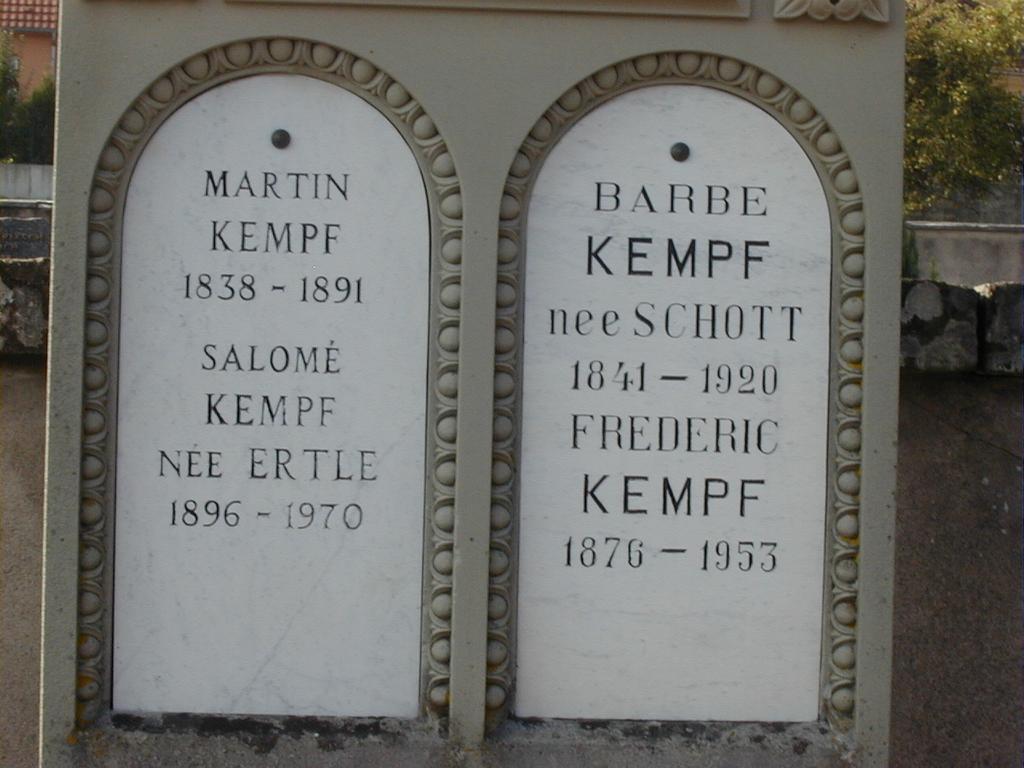 MARTIN
KEMPF
1838 - 1891
SALOMÉ
KEMPF
NÉE ERTLE
1896 - 1970
BARBE
KEMPF
nee SCHOTT
1841 - 1920
FREDERIC
KEMPF
1876 - 1953